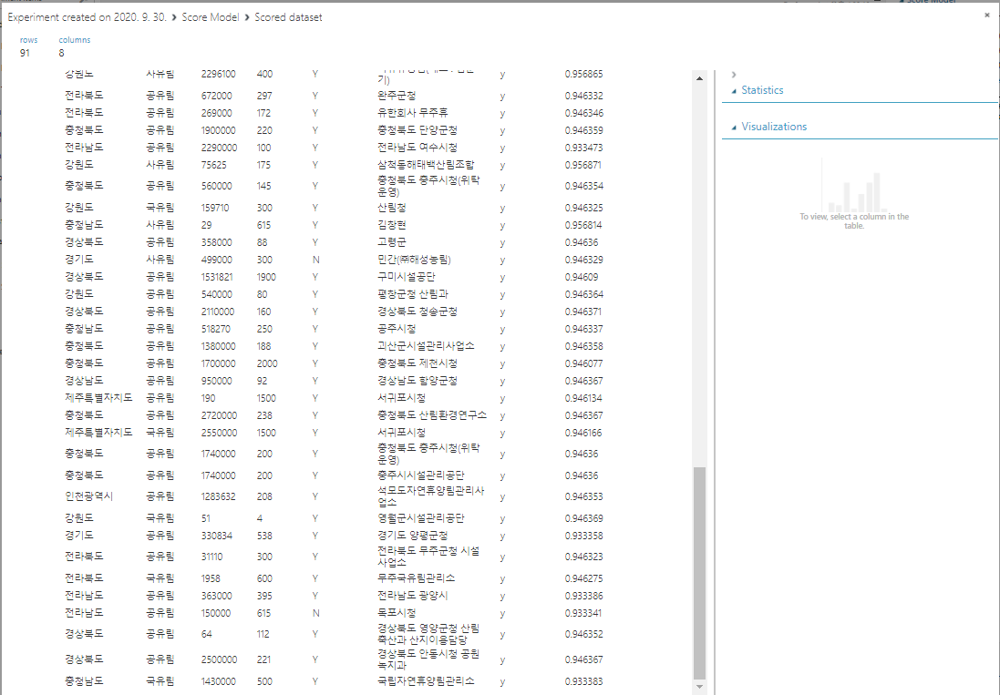 Experiment created on 2020. 9. 30. › Score Model › Scored dataset
rows columns
91 8
강원도 사유림 2296100 400 Y 기) y 0.956865
전라북도 공유림 672000 297 Y 완주군청 y 0.946332
전라북도 공유림 269000 172 Y 유한회사 무주휴 y 0.946346
충청북도 공유림 1900000 220 Y 충청북도 단양군청 y 0.946359
전라남도 공유림 2290000 100 Y 전라남도 여수시청 y 0.933473
강원도 사유림 75625 175 Y 삼척동해태백산림조합 y 0.956871
충청북도 공유림 560000 145 Y 충청북도 충주시청(위탁
운영) y 0.946354
강원도 국유림 159710 300 Y 산림청 y 0.946325
충청남도 사유림 29 615 Y 김창현 y 0.956814
경상북도 공유림 358000 88 Y 고령군 y 0.94636
경기도 사유림 499000 300 N 민간(㈜해성농림) y 0.946329
경상북도 공유림 1531821 1900 Y 구미시설공단 y 0.94609
강원도 공유림 540000 80 Y 평창군청 산림과 y 0.946364
경상북도 공유림 2110000 160 Y 경상북도 청송군청 y 0.946371
충청남도 공유림 518270 250 Y 공주시청 y 0.946337
충청북도 공유림 1380000 188 Y 괴산군시설관리사업소 y 0.946358
충청북도 공유림 1700000 2000 Y 충청북도 제천시청 y 0.946077
경상남도 공유림 950000 92 Y 경상남도 함양군청 y 0.946367
제주특별자치도 공유림 190 1500 Y 서귀포시청 y 0.946134
충청북도 공유림 2720000 238 Y 충청북도 산림환경연구소 y 0.946367
제주특별자치도 국유림 2550000 1500 Y 서귀포시청 y 0.946166
충청북도 공유림 1740000 200 Y 충청북도 충주시청(위탁
운영) y 0.94636
충청북도 공유림 1740000 200 Y 충주시시설관리공단 y 0.94636
인천광역시 공유림 1283632 208 Y 석모도자연휴양림관리사
업소 y 0.946353
강원도 국유림 51 4 Y 영월군시설관리공단 y 0.946369
경기도 공유림 330834 538 Y 경기도 양평군청 y 0.933358
전라북도 공유림 31110 300 Y 전라북도 무주군청 시설
사업소 y 0.946323
전라북도 국유림 1958 600 Y 무주국유림관리소 y 0.946275
전라남도 공유림 363000 395 Y 전라남도 광양시 y 0.933386
전라남도 공유림 150000 615 N 목포시청 y 0.933341
경상북도 공유림 64 112 Y 경상북도 영양군청 산림
축산과 산지이용담당 y 0.946352
경상북도 공유림 2500000 221 Y 경상북도 안동시청 공원
녹지과 y 0.946367
충청남도 국유림 1430000 500 Y 국립자연휴양림관리소 y 0.933383
Statistics
Visualizations
To view, select a column in the
table.